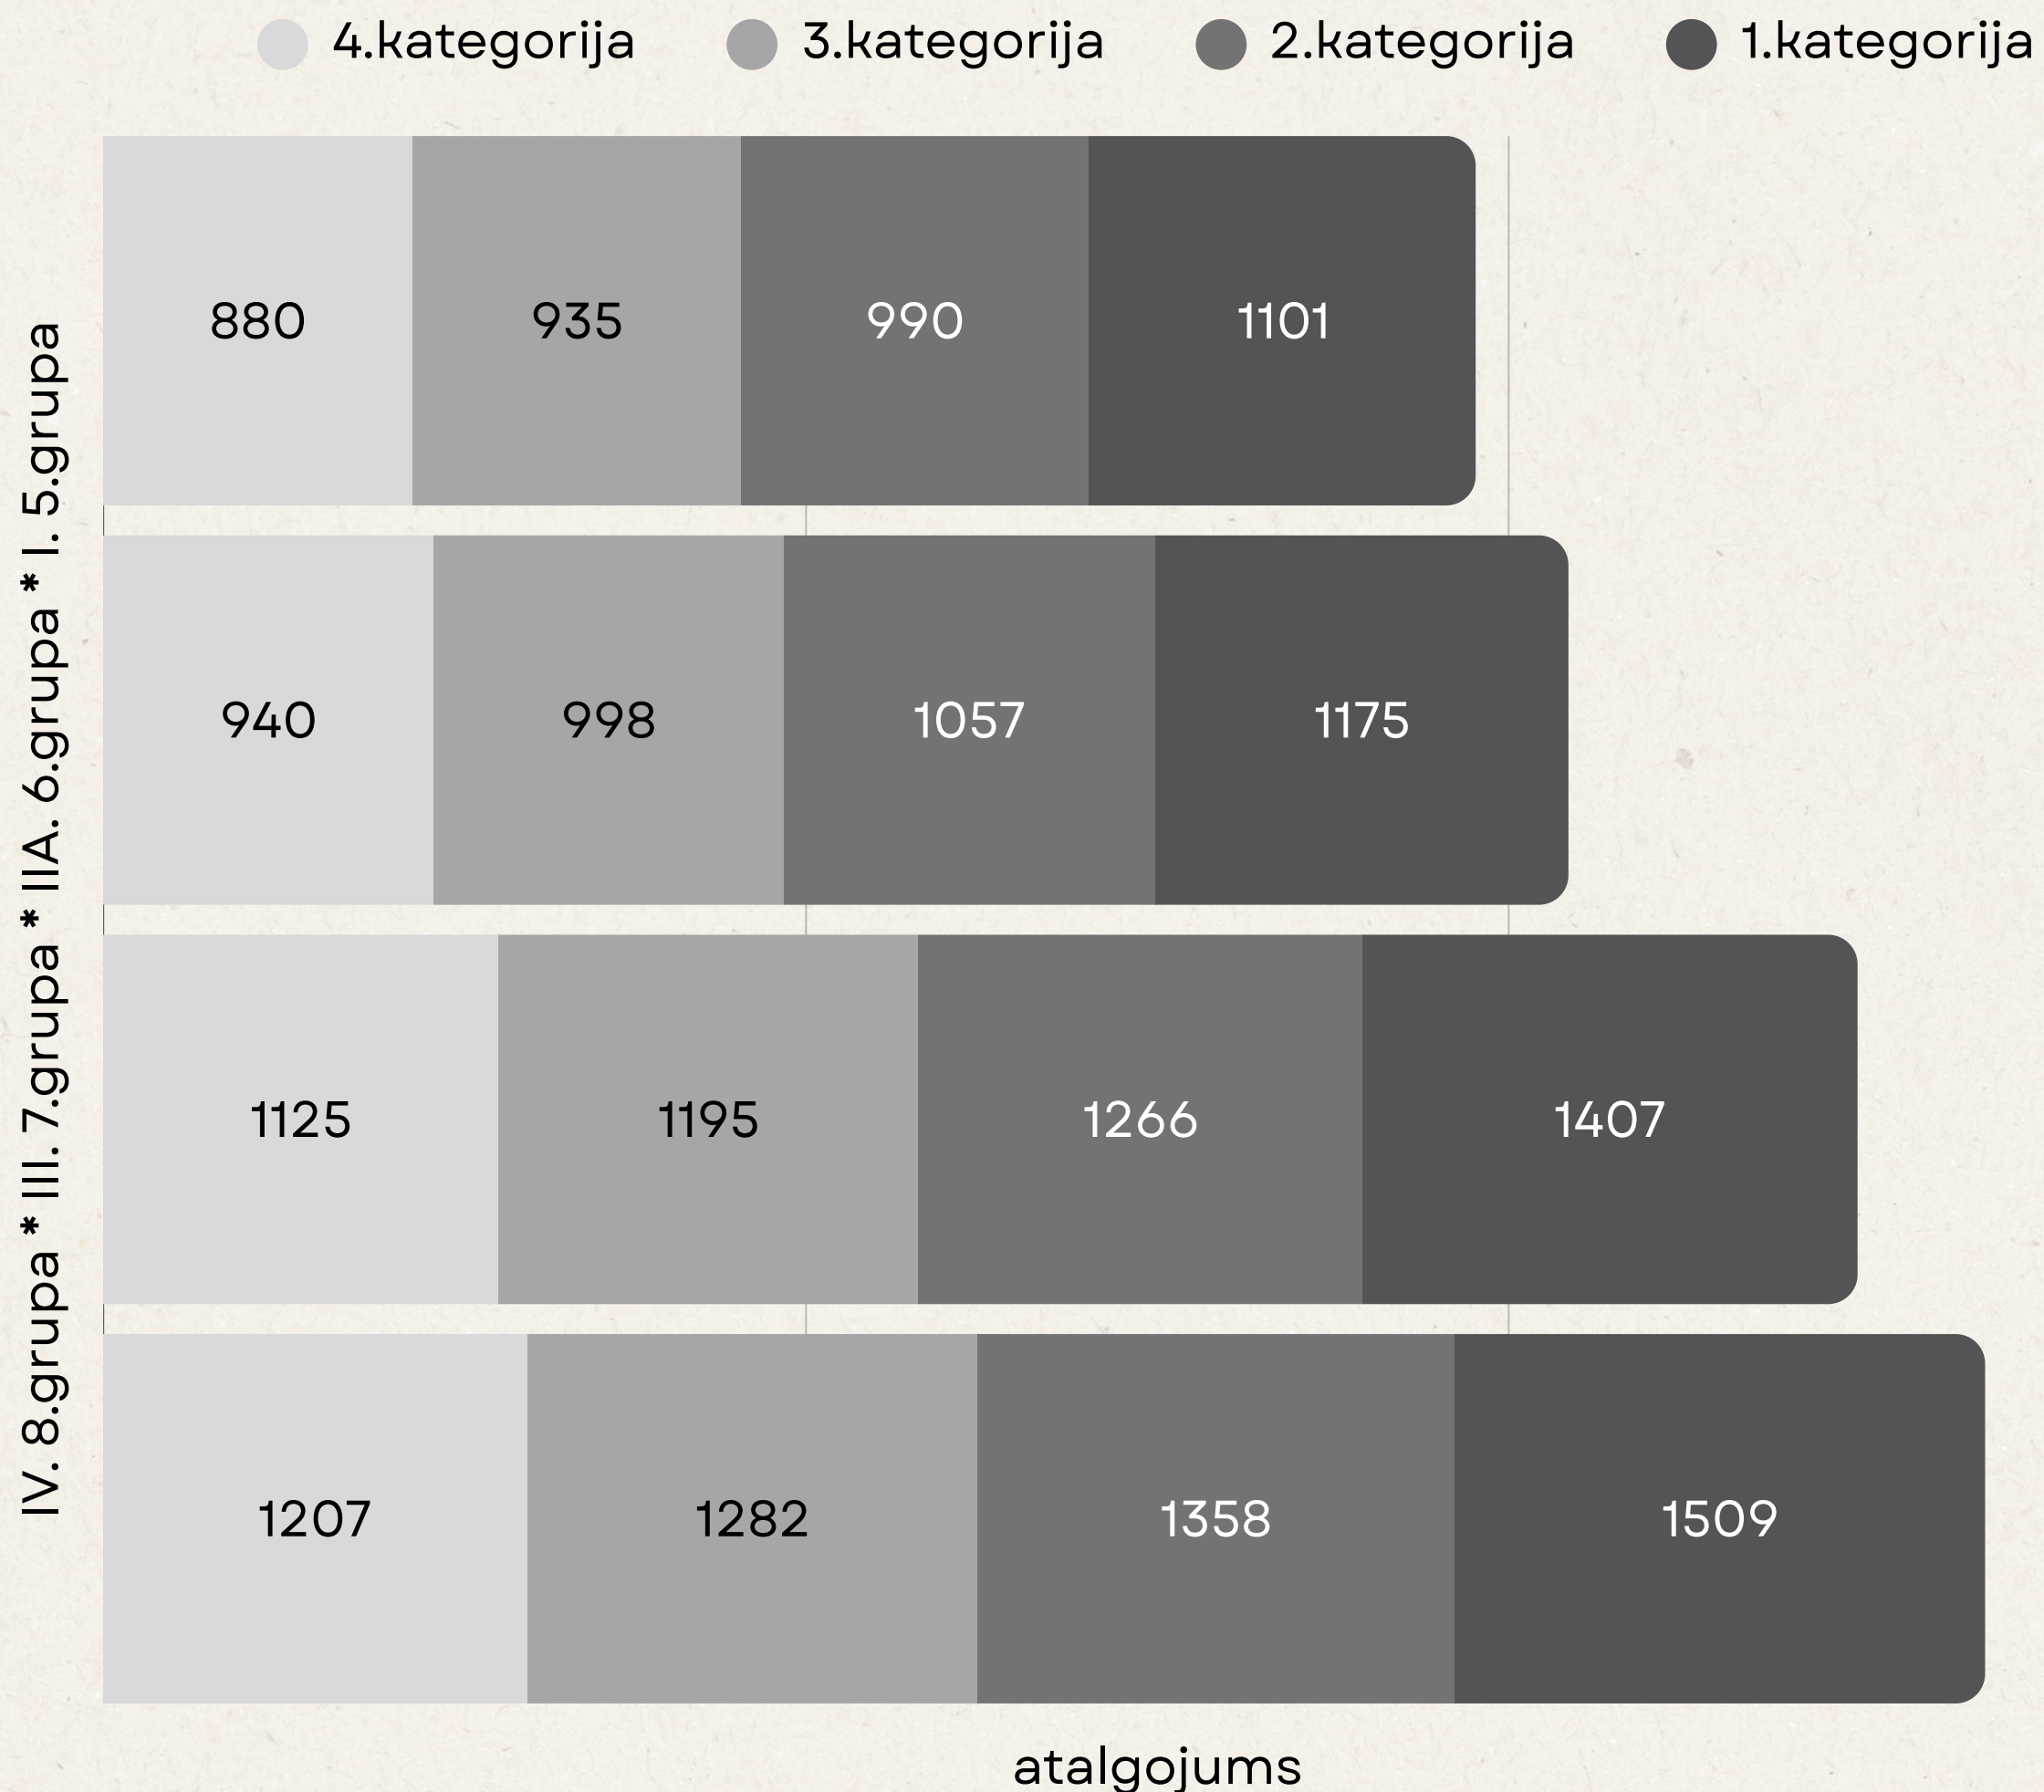 4.kategorija 3.kategorija 2.kategorija 1.kategorija
IV. 8.grupa * III. 7.grupa * IIA. 6.grupa * I. 5.grupa
880 935 990 1101
940 998 1057 1175
1125 1195 1266 1407
1207 1282 1358 1509
atalgojums